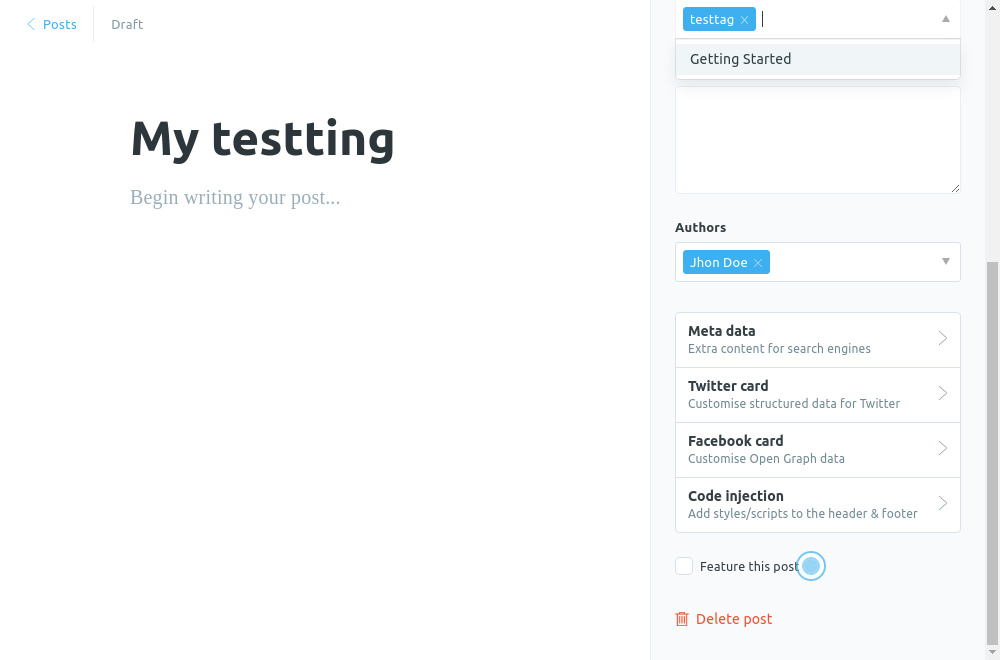 Posts
Draft
My testting
Begin writing your post...
testtag
Getting Started
Authors
Jhon Doe
Meta data
Extra content for search engines
Twitter card
Customise structured data for Twitter
Facebook card
Customise Open Graph data
Code injection
Add styles/scripts to the header & footer
Feature this post
Delete post